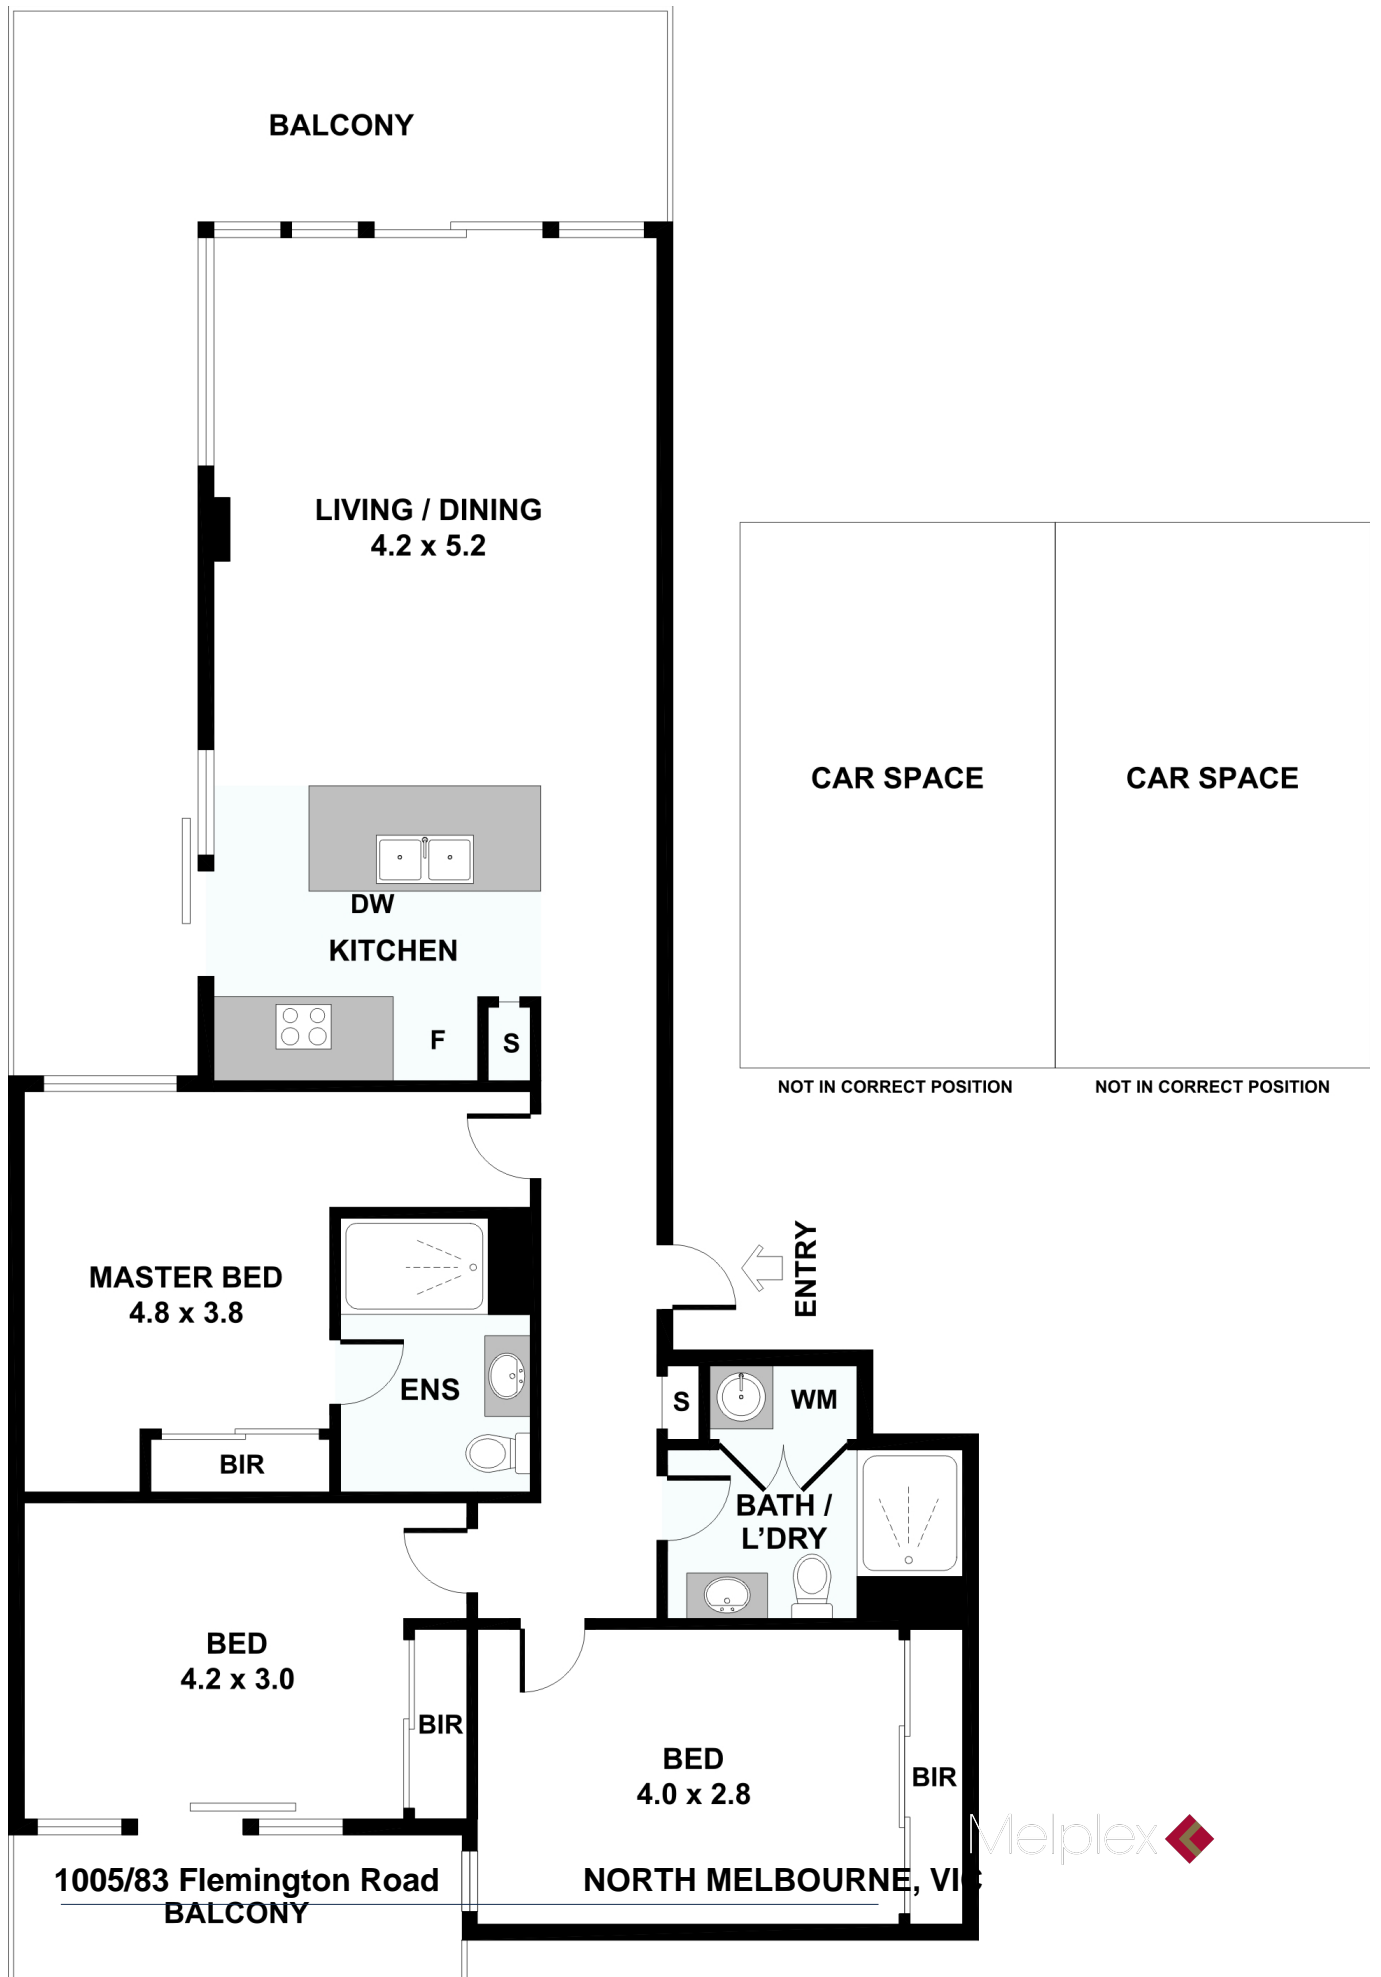 BALCONY
LIVING / DINING
4.2 x 5.2
CAR SPACE
CAR SPACE
DW
KITCHEN
F
S
NOT IN CORRECT POSITION
NOT IN CORRECT POSITION
ENTRY
MASTER BED
4.8 x 3.8
ENS
S
WM
BIR
BATH /
L’DRY
BED
4.2 x 3.0
BIR
BED
4.0 x 2.8
BIR
Melplex
1005/83 Flemington Road
NORTH MELBOURNE, VIC
BALCONY